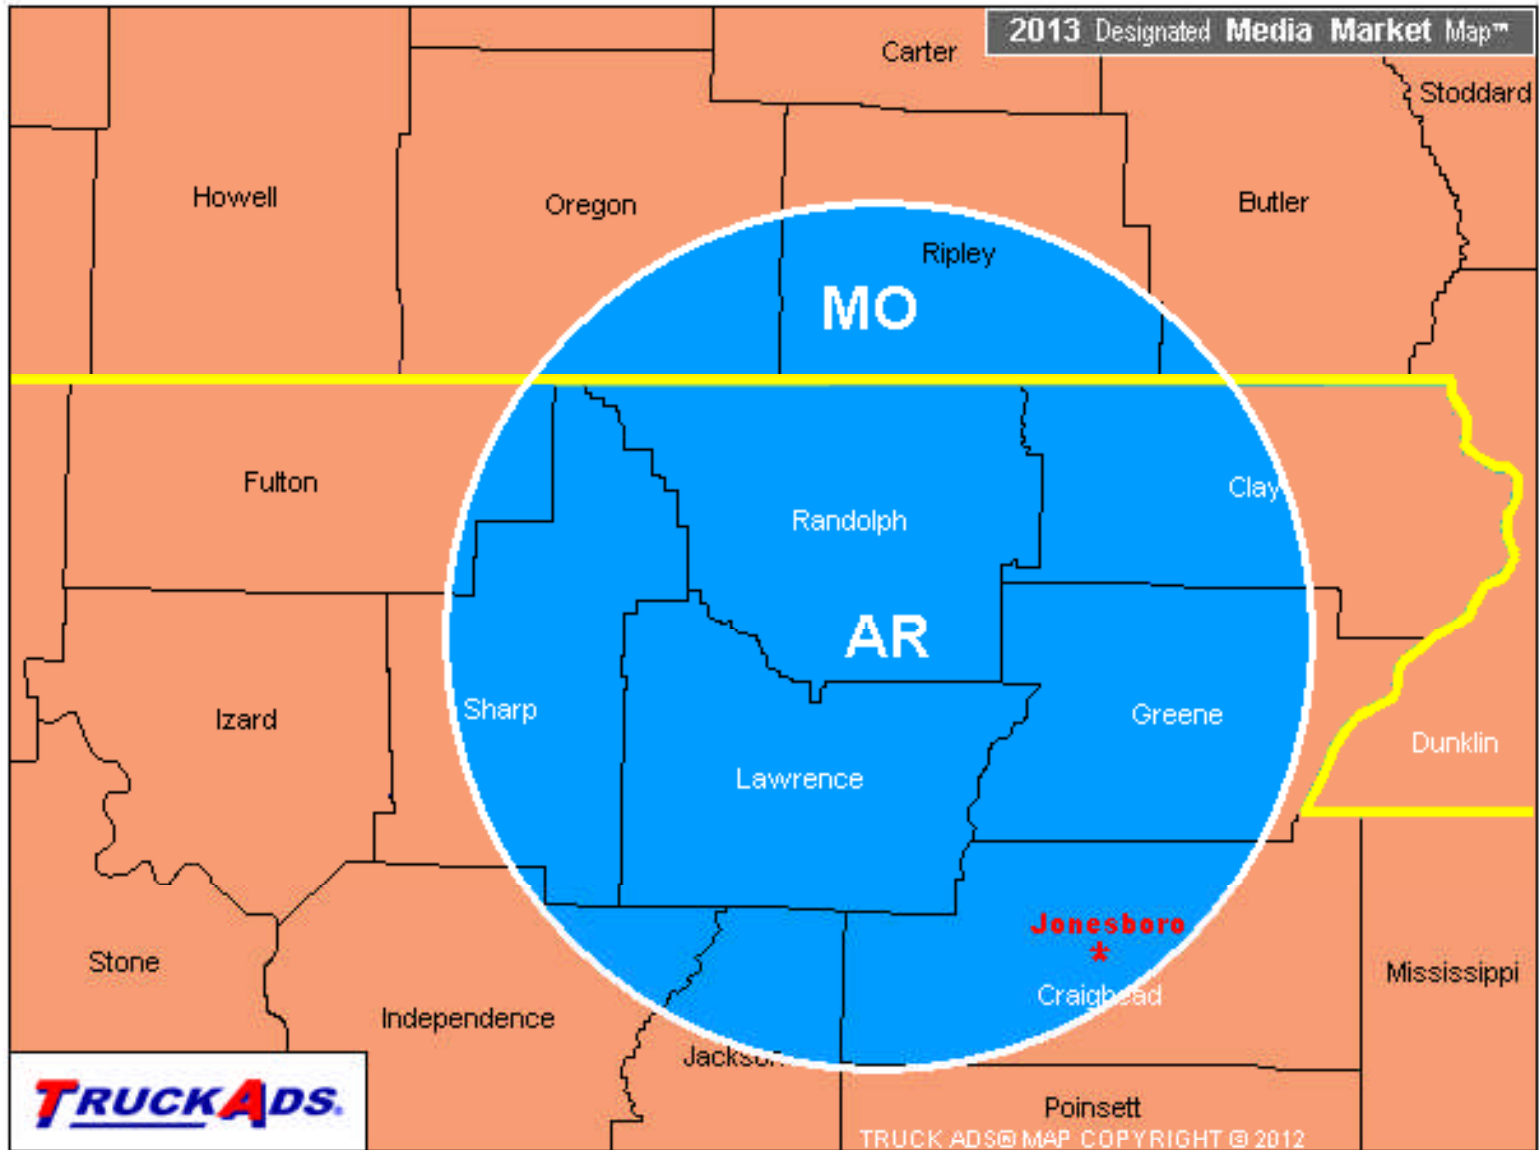 2013 Designated Media Market Map™
Carter
Stoddard
Howell
Oregon
Butler
Ripley
MO
Fulton
Clay
Randolph
AR
Sharp
Izard
Greene
Dunklin
Lawrence
Jonesboro
*
Stone
Mississippi
Craighead
Independence
Jackson
TRUCKADS.
Poinsett
TRUCK ADS® MAP COPYRIGHT © 2012